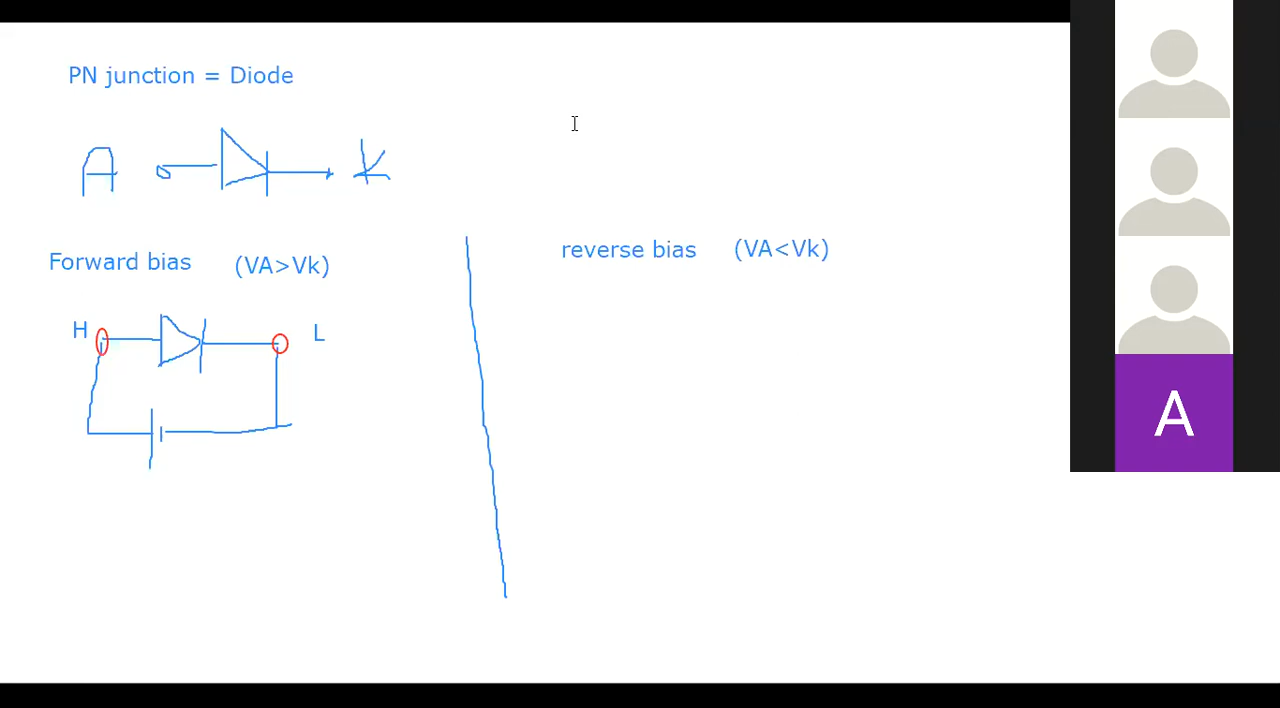 PN junction = Diode
A K
Forward bias (VA>Vk)
reverse bias (VA<Vk)
H L
A